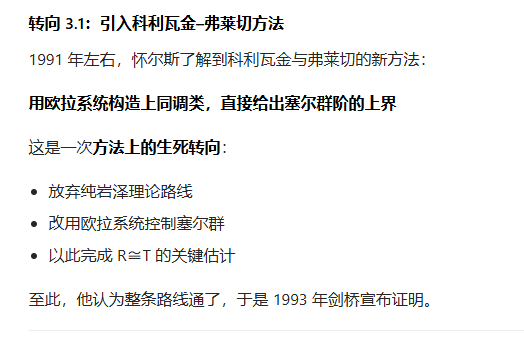 转向 3.1：引入科利瓦金–弗莱切方法
1991 年左右，怀尔斯了解到科利瓦金与弗莱切的新方法：
用欧拉系统构造上同调类，直接给出塞尔群阶的上界
这是一次方法上的生死转向：
• 放弃纯岩泽理论路线
• 改用欧拉系统控制塞尔群
• 以此完成 R≅T 的关键估计
至此，他认为整条路线通了，于是 1993 年剑桥宣布证明。